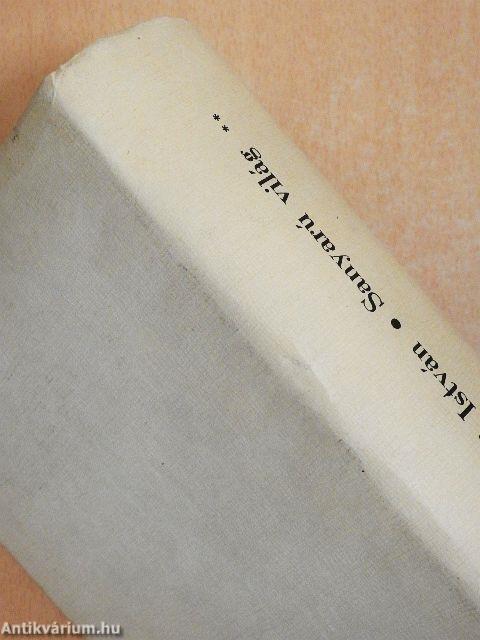 István • Sanyarú világ **
Antikvárium.hu